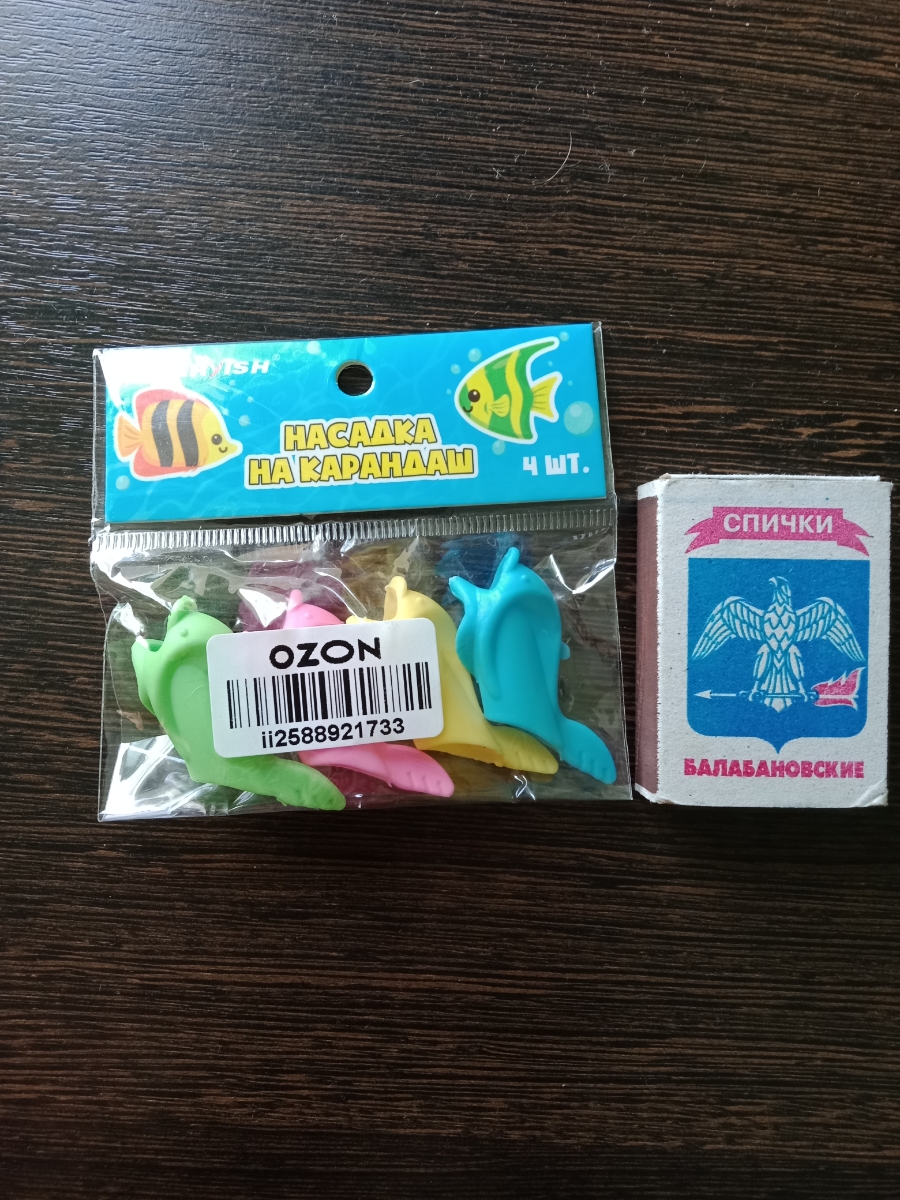 НАСАДКА
НА КАРАНДАШ
4 ШТ.
OZON
ii2588921733
СПИЧКИ
БАЛАБАНОВСКИЕ